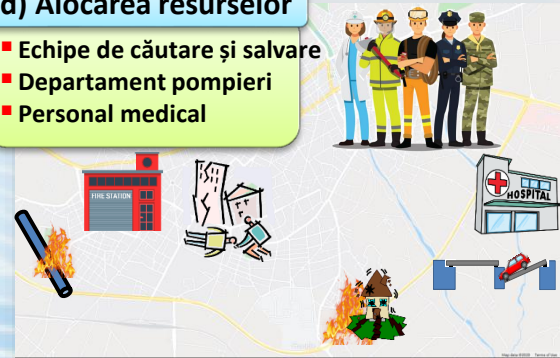 d) Alocarea resurselor
Echipe de căutare și salvare
Departament pompieri
Personal medical
FIRE STATION
HOSPITAL